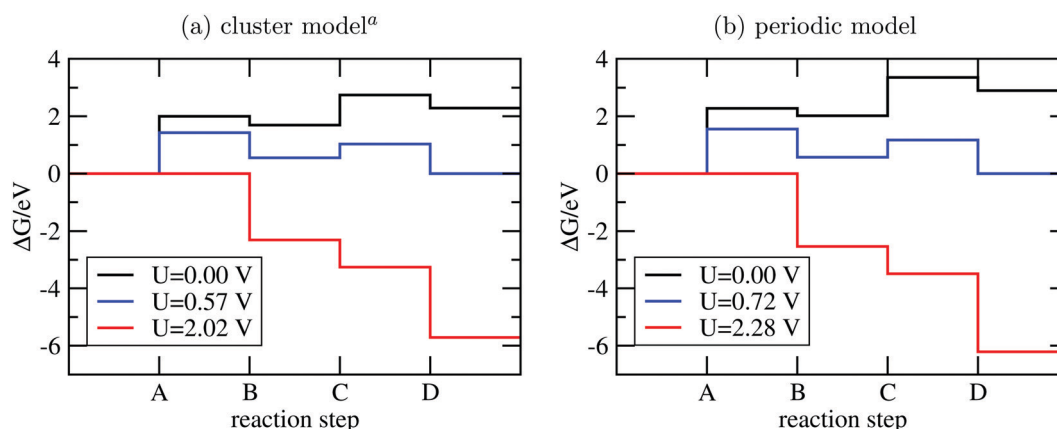 (a) cluster modelᵃ
4
2
0
-2
-4
-6
ΔG/eV
U=0.00 V
U=0.57 V
U=2.02 V
A B C D
reaction step
(b) periodic model
4
2
0
-2
-4
-6
ΔG/eV
U=0.00 V
U=0.72 V
U=2.28 V
A B C D
reaction step